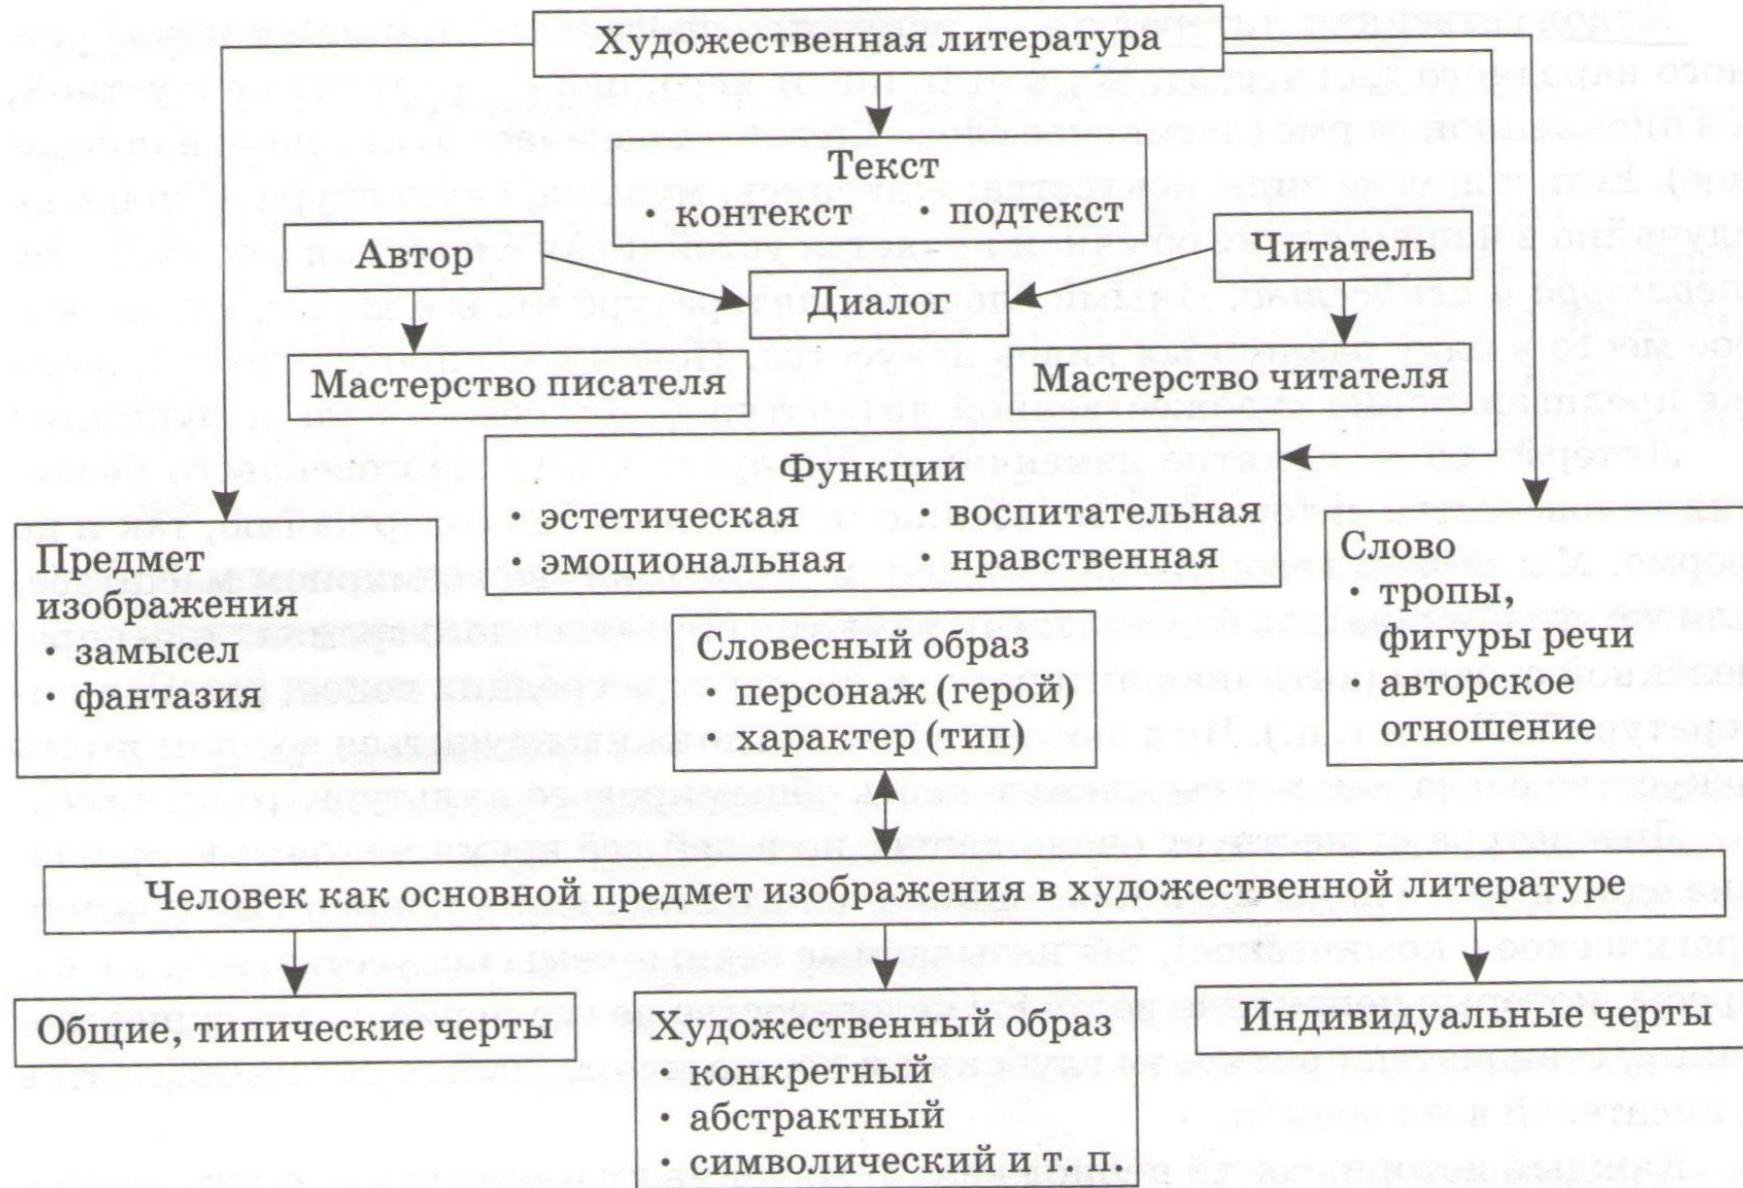 Художественная литература
Текст
• контекст • подтекст
Автор
Читатель
Диалог
Мастерство писателя
Мастерство читателя
Функции
• эстетическая • воспитательная
• эмоциональная • нравственная
Предмет
изображения
• замысел
• фантазия
Слово
• тропы,
фигуры речи
• авторское
отношение
Словесный образ
• персонаж (герой)
• характер (тип)
Человек как основной предмет изображения в художественной литературе
Общие, типические черты
Художественный образ
• конкретный
• абстрактный
• символический и т. п.
Индивидуальные черты